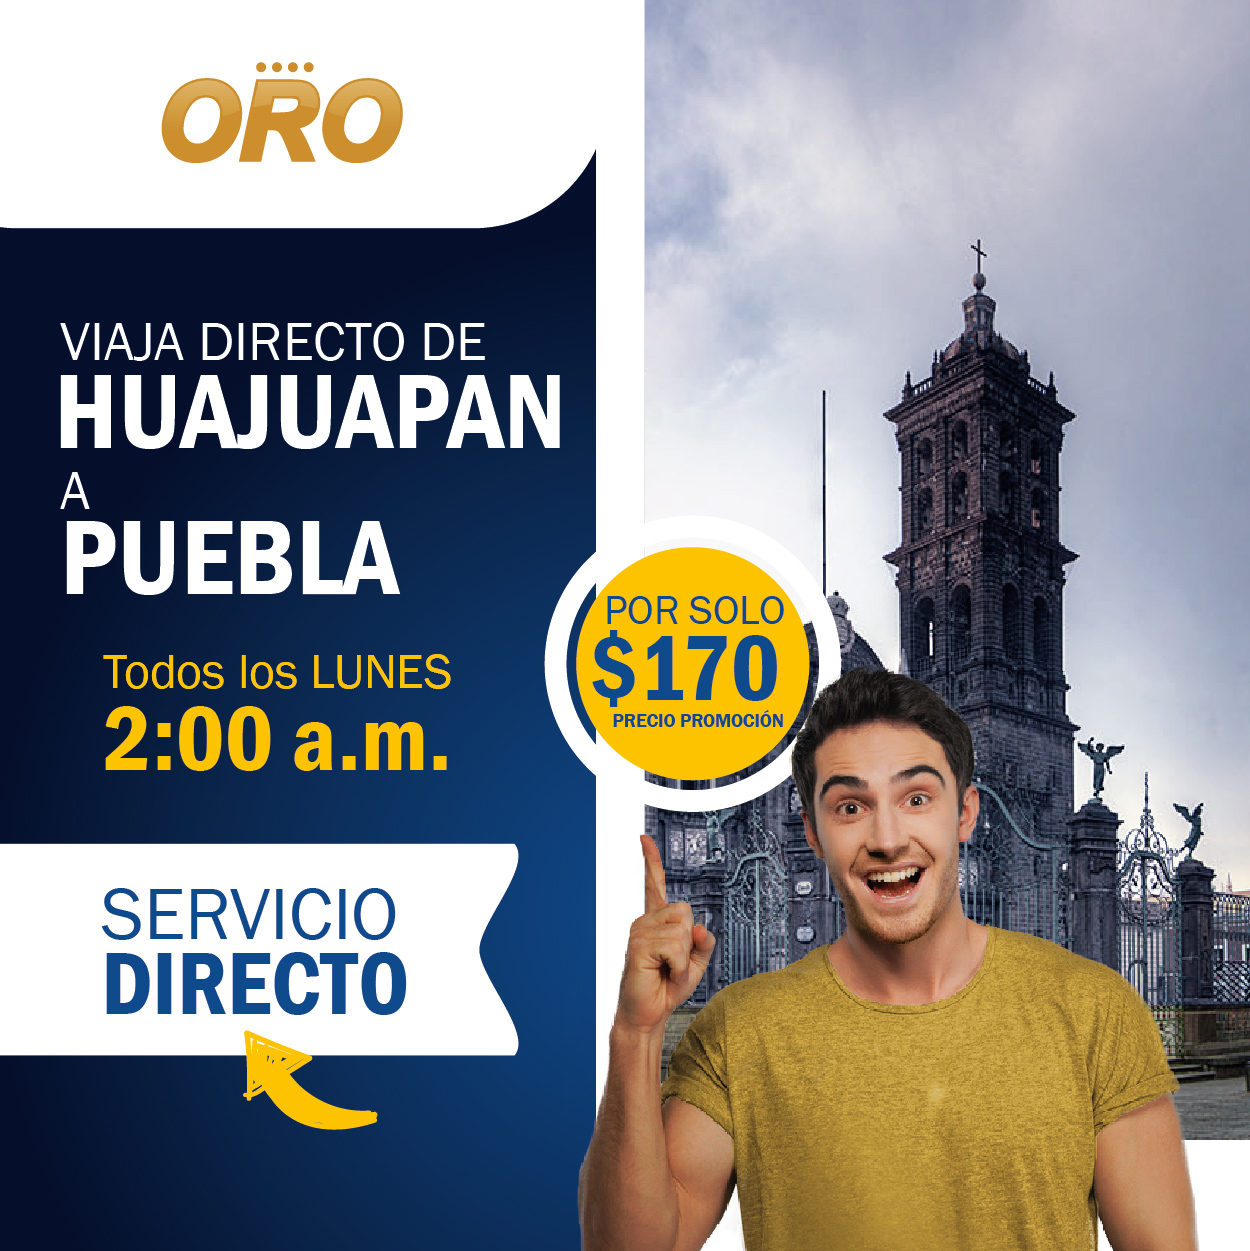 ORO
VIAJA DIRECTO DE
HUAJUAPAN
A
PUEBLA
Todos los LUNES
2:00 a.m.
POR SOLO
$170
PRECIO PROMOCIÓN
SERVICIO
DIRECTO